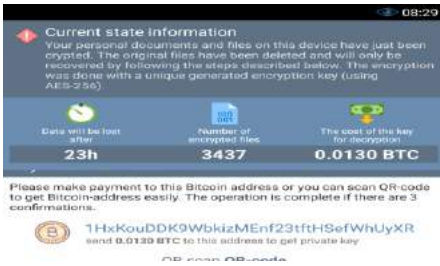 08:29
Current state information
Your personal documents and files on this device have just been
crypted. The original files have been deleted and will only be
recovered by following the steps described below. The encryption
was done with a unique generated encryption key (using
AES-256)
Data will be lost
after
23h
Number of
encrypted files
3437
The cost of the key
for decryption
0.0130 BTC
Please make payment to this Bitcoin address or you can scan QR-code
to get Bitcoin-address easily. The operation is complete if there are 3
confirmations.
1HxKouDDK9WbkizMEnf23tftHSefWhUyXR
send 0.0130 BTC to this address to get private key
QR scan QR-code